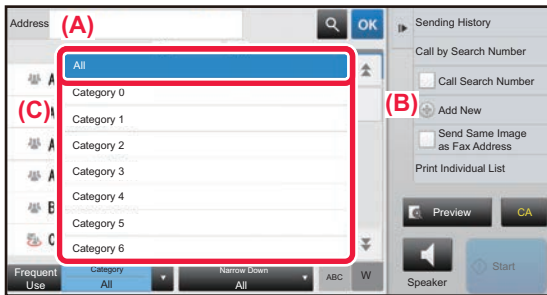 Address
(A)
OK
Sending History
Call by Search Number
All
A
Call Search Number
Category 0
(C)
(B)
Add New
Category 1
A
Category 2
Send Same Image
as Fax Address
A
Category 3
Print Individual List
Category 4
B
Preview
CA
Category 5
C
Category 6
Frequent
Use
Category
All
Narrow Down
All
ABC
W
Speaker
Start